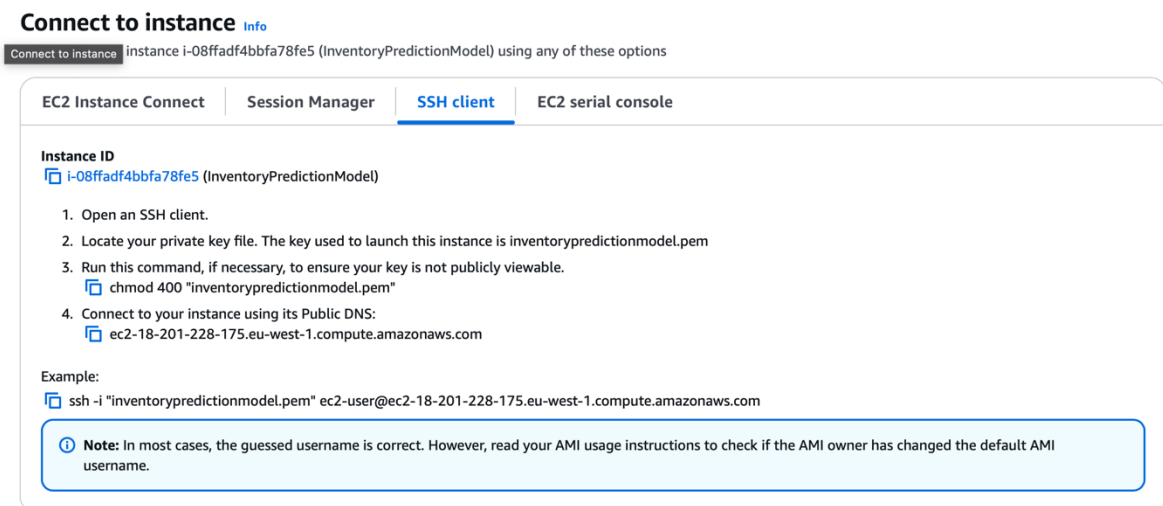 Connect to instance Info
Connect to instance instance i-08ffadf4bbfa78fe5 (InventoryPredictionModel) using any of these options
EC2 Instance Connect Session Manager SSH client EC2 serial console
Instance ID
i-08ffadf4bbfa78fe5 (InventoryPredictionModel)
1. Open an SSH client.
2. Locate your private key file. The key used to launch this instance is inventorypredictionmodel.pem
3. Run this command, if necessary, to ensure your key is not publicly viewable.
chmod 400 "inventorypredictionmodel.pem"
4. Connect to your instance using its Public DNS:
ec2-18-201-228-175.eu-west-1.compute.amazonaws.com
Example:
ssh -i "inventorypredictionmodel.pem" ec2-user@ec2-18-201-228-175.eu-west-1.compute.amazonaws.com
Note: In most cases, the guessed username is correct. However, read your AMI usage instructions to check if the AMI owner has changed the default AMI
username.